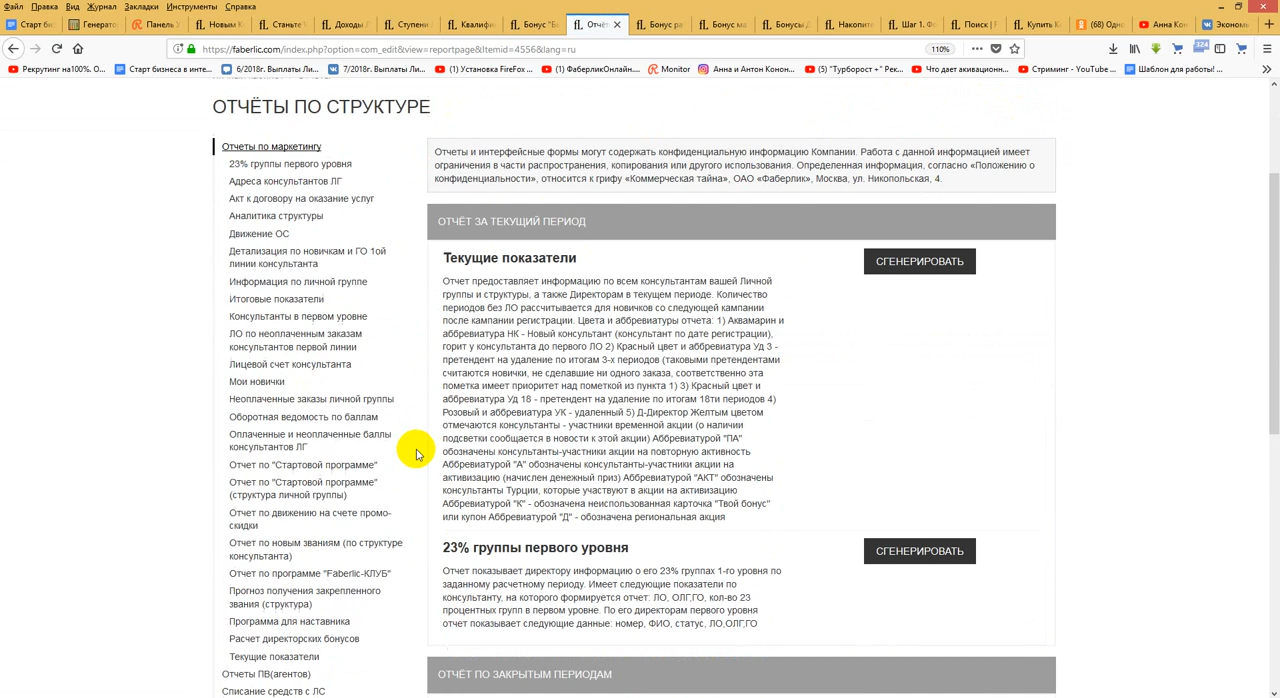 Файл Правка Вид Журнал Закладки Инструменты Справка
Старт биз Генерато Панель У Новым К Станьте Доходы Л Ступени Квалифи Бонус "Б Отчёт Бонус ра Бонус ма Бонусы Накопите Шаг 1. Ф Поиск | F Купить К (68) Одно Анна Кон Экономь
https://faberlic.com/index.php?option=com_edit&view=reportpage&Itemid=4556&lang=ru 110% 324
Рекрутинг на100%. О... Старт бизнеса в инте... 6/2018г. Выплаты Ли... 7/2018г. Выплаты Ли... (1) Установка FireFox ... (1) ФаберликОнлайн.... Monitor Анна и Антон Конон... (5) "Турборост +" Рек... Что дает акивационн... Стриминг - YouTube ... Шаблон для работы! ...
ОТЧЁТЫ ПО СТРУКТУРЕ
Отчеты по маркетингу
23% группы первого уровня
Адреса консультантов ЛГ
Акт к договору на оказание услуг
Аналитика структуры
Движение ОС
Детализация по новичкам и ГО 1ой
линии консультанта
Информация по личной группе
Итоговые показатели
Консультанты в первом уровне
ЛО по неоплаченным заказам
консультантов первой линии
Лицевой счет консультанта
Мои новички
Неоплаченные заказы личной группы
Оборотная ведомость по баллам
Оплаченные и неоплаченные баллы
консультантов ЛГ
Отчет по "Стартовой программе"
Отчет по "Стартовой программе"
(структура личной группы)
Отчет по движению на счете промо-
скидки
Отчет по новым званиям (по структуре
консультанта)
Отчет по программе "Faberlic-КЛУБ"
Прогноз получения закрепленного
звания (структура)
Программа для наставника
Расчет директорских бонусов
Текущие показатели
Отчеты ПВ(агентов)
Списание средств с ЛС
Отчеты и интерфейсные формы могут содержать конфиденциальную информацию Компании. Работа с данной информацией имеет
ограничения в части распространения, копирования или другого использования. Определенная информация, согласно «Положению о
конфиденциальности», относится к грифу «Коммерческая тайна», ОАО «Фаберлик», Москва, ул. Никопольская, 4.
ОТЧЁТ ЗА ТЕКУЩИЙ ПЕРИОД
Текущие показатели
СГЕНЕРИРОВАТЬ
Отчет предоставляет информацию по всем консультантам вашей Личной
группы и структуры, а также Директорам в текущем периоде. Количество
периодов без ЛО рассчитывается для новичков со следующей кампании
после кампании регистрации. Цвета и аббревиатуры отчета: 1) Аквамарин и
аббревиатура.НК - Новый консультант (консультант по дате регистрации),
горит у консультанта до первого ЛО 2) Красный цвет и аббревиатура Уд 3 -
претендент на удаление по итогам 3-х периодов (таковыми претендентами
считаются новички, не сделавшие ни одного заказа, соответственно эта
пометка имеет приоритет над пометкой из пункта 1) 3) Красный цвет и
аббревиатура Уд 18 - претендент на удаление по итогам 18ти периодов 4)
Розовый и аббревиатура УК - удаленный 5) Д-Директор Желтым цветом
отмечаются консультанты - участники временной акции (о наличии
подсветки сообщается в новости к этой акции) Аббревиатурой "ПА"
обозначены консультанты-участники акции на повторную активность
Аббревиатурой "А" обозначены консультанты-участники акции на
активизацию (начислен денежный приз) Аббревиатурой "АКТ" обозначены
консультанты Турции, которые участвуют в акции на активизацию
Аббревиатурой "К" - обозначена неиспользованная карточка "Твой бонус"
или купон Аббревиатурой "Д" - обозначена региональная акция
23% группы первого уровня
СГЕНЕРИРОВАТЬ
Отчет показывает директору информацию о его 23% группах 1-го уровня по
заданному расчетному периоду. Имеет следующие показатели по
консультанту, на которого формируется отчет: ЛО, ОЛГ,ГО, кол-во 23
процентных групп в первом уровне. По его директорам первого уровня
отчет показывает следующие данные: номер, ФИО, статус, ЛО,ОЛГ,ГО
ОТЧЁТ ПО ЗАКРЫТЫМ ПЕРИОДАМ